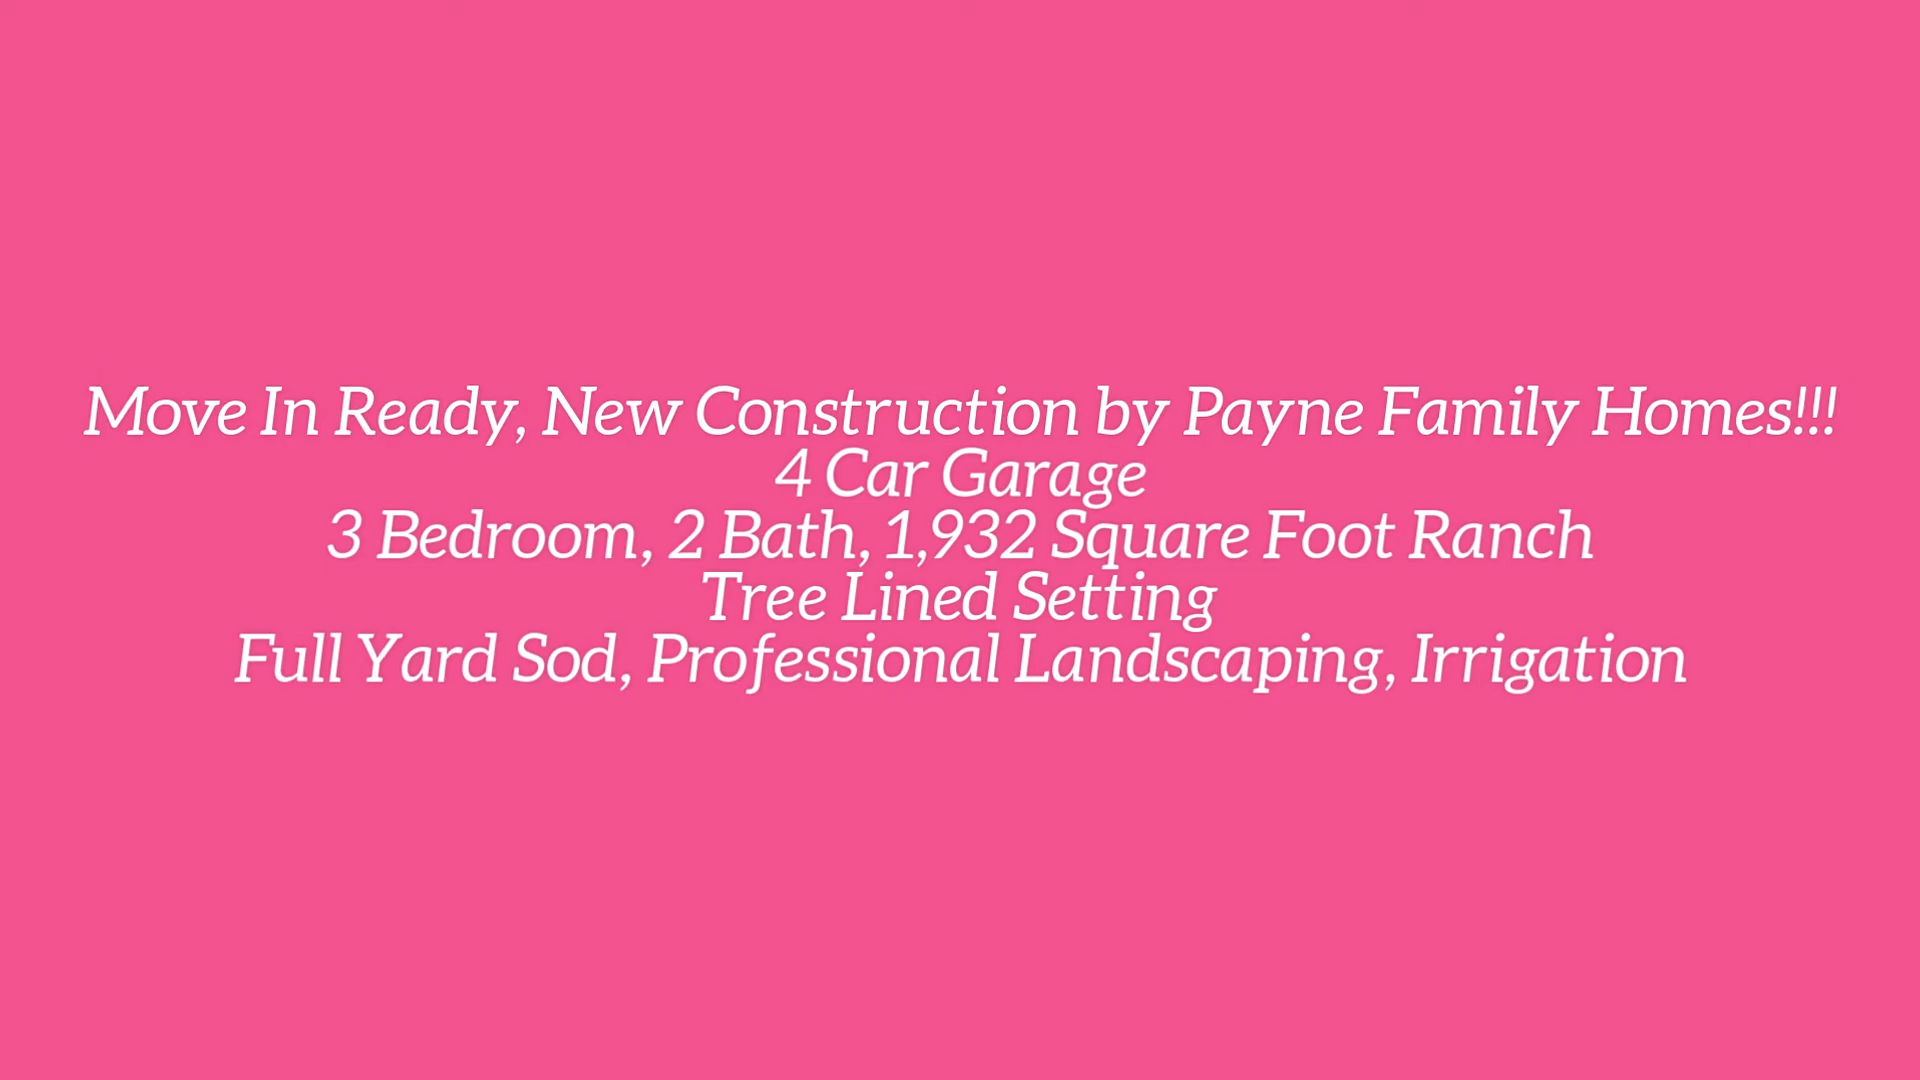 Move In Ready, New Construction by Payne Family Homes!!!
4 Car Garage
3 Bedroom, 2 Bath, 1,932 Square Foot Ranch
Tree Lined Setting
Full Yard Sod, Professional Landscaping, Irrigation